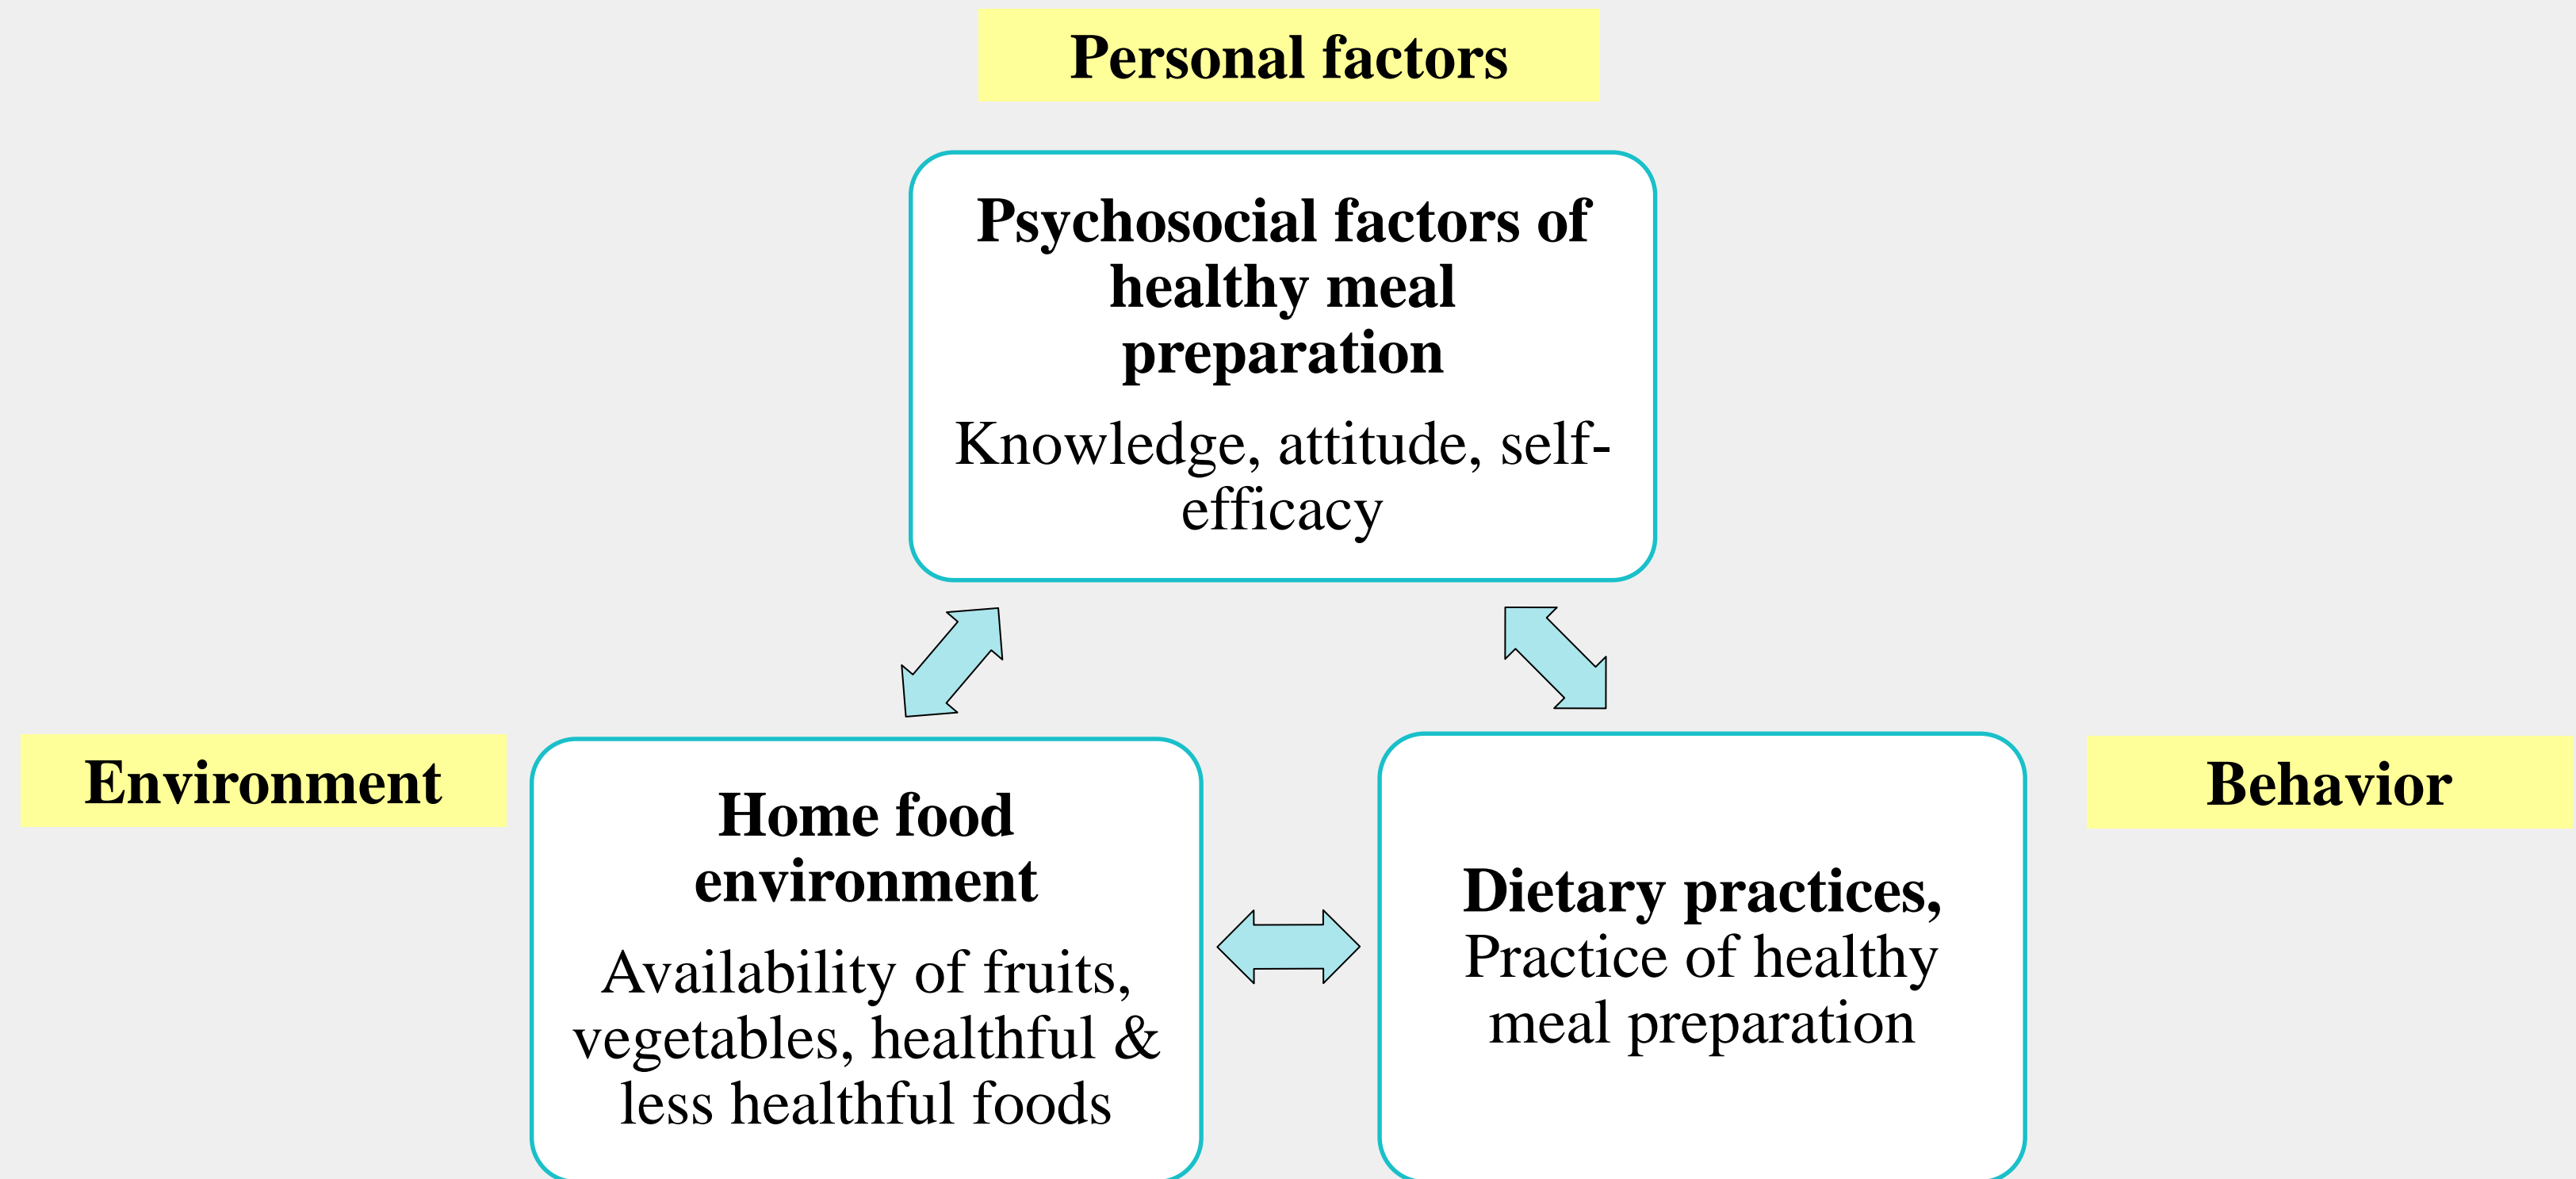 Personal factors
Psychosocial factors of
healthy meal
preparation
Knowledge, attitude, self-
efficacy
Environment
Home food
environment
Availability of fruits,
vegetables, healthful &
less healthful foods
Dietary practices,
Practice of healthy
meal preparation
Behavior